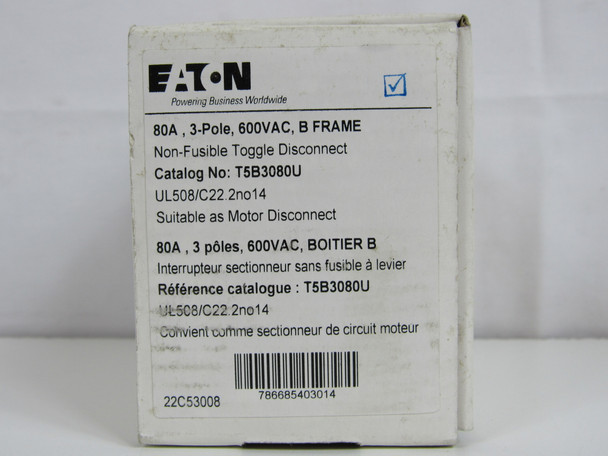 EATON
Powering Business Worldwide
80A , 3-Pole, 600VAC, B FRAME
Non-Fusible Toggle Disconnect
Catalog No: T5B3080U
UL508/C22.2no14
Suitable as Motor Disconnect
80A , 3 pôles, 600VAC, BOITIER B
Interrupteur sectionneur sans fusible à levier
Référence catalogue : T5B3080U
UL508/C22.2no14
Convient comme sectionneur de circuit moteur
22C53008
786685403014